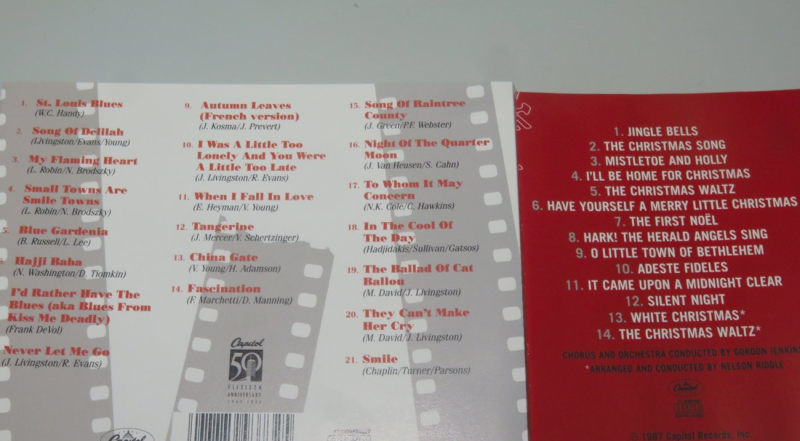 1. St. Louis Blues
(W.C. Handy)
2. Song Of Delilah
(Livingston/Evans/Young)
3. My Flaming Heart
(L. Robin/N. Brodszky)
4. Small Towns Are
Smile Towns
(L. Robin/N. Brodszky)
5. Blue Gardenia
(B. Russell/L. Lee)
Hajji Baba
(N. Washington/D. Tiomkin)
I'd Rather Have The
Blues (aka Blues From
Kiss Me Deadly)
(Frank DeVol)
Never Let Me Go
(J. Livingston/R. Evans)
9. Autumn Leaves
(French version)
(J. Kosma/J. Prevert)
10. I Was A Little Too
Lonely And You Were
A Little Too Late
(J. Livingston/R. Evans)
11. When I Fall In Love
(E. Heyman/V. Young)
12. Tangerine
(J. Mercer/V. Schertzinger)
13. China Gate
(V. Young/H. Adamson)
14. Fascination
(F. Marchetti/D. Manning)
Capitol
50
FIFTIETH
ANNIVERSARY
15. Song Of Raintree
County
(J. Green/P.F. Webster)
16. Night Of The Quarter
Moon
(J. Van Heusen/S. Cahn)
17. To Whom It May
Concern
(N.K. Cole/C. Hawkins)
18. In The Cool Of
The Day
(Hadjidakis/Sullivan/Gatsos)
19. The Ballad Of Cat
Ballou
(M. David/J. Livingston)
20. They Can't Make
Her Cry
(M. David/J. Livingston)
21. Smile
(Chaplin/Turner/Parsons)
Capitol
1. JINGLE BELLS
2. THE CHRISTMAS SONG
3. MISTLETOE AND HOLLY
4. I'LL BE HOME FOR CHRISTMAS
5. THE CHRISTMAS WALTZ
6. HAVE YOURSELF A MERRY LITTLE CHRISTMAS
7. THE FIRST NOËL
8. HARK! THE HERALD ANGELS SING
9. O LITTLE TOWN OF BETHLEHEM
10. ADESTE FIDELES
11. IT CAME UPON A MIDNIGHT CLEAR
12. SILENT NIGHT
13. WHITE CHRISTMAS*
14. THE CHRISTMAS WALTZ*
CHORUS AND ORCHESTRA CONDUCTED BY GORDON JENKINS
*ARRANGED AND CONDUCTED BY NELSON RIDDLE
Capitol
© 1987 Capitol Records, Inc.